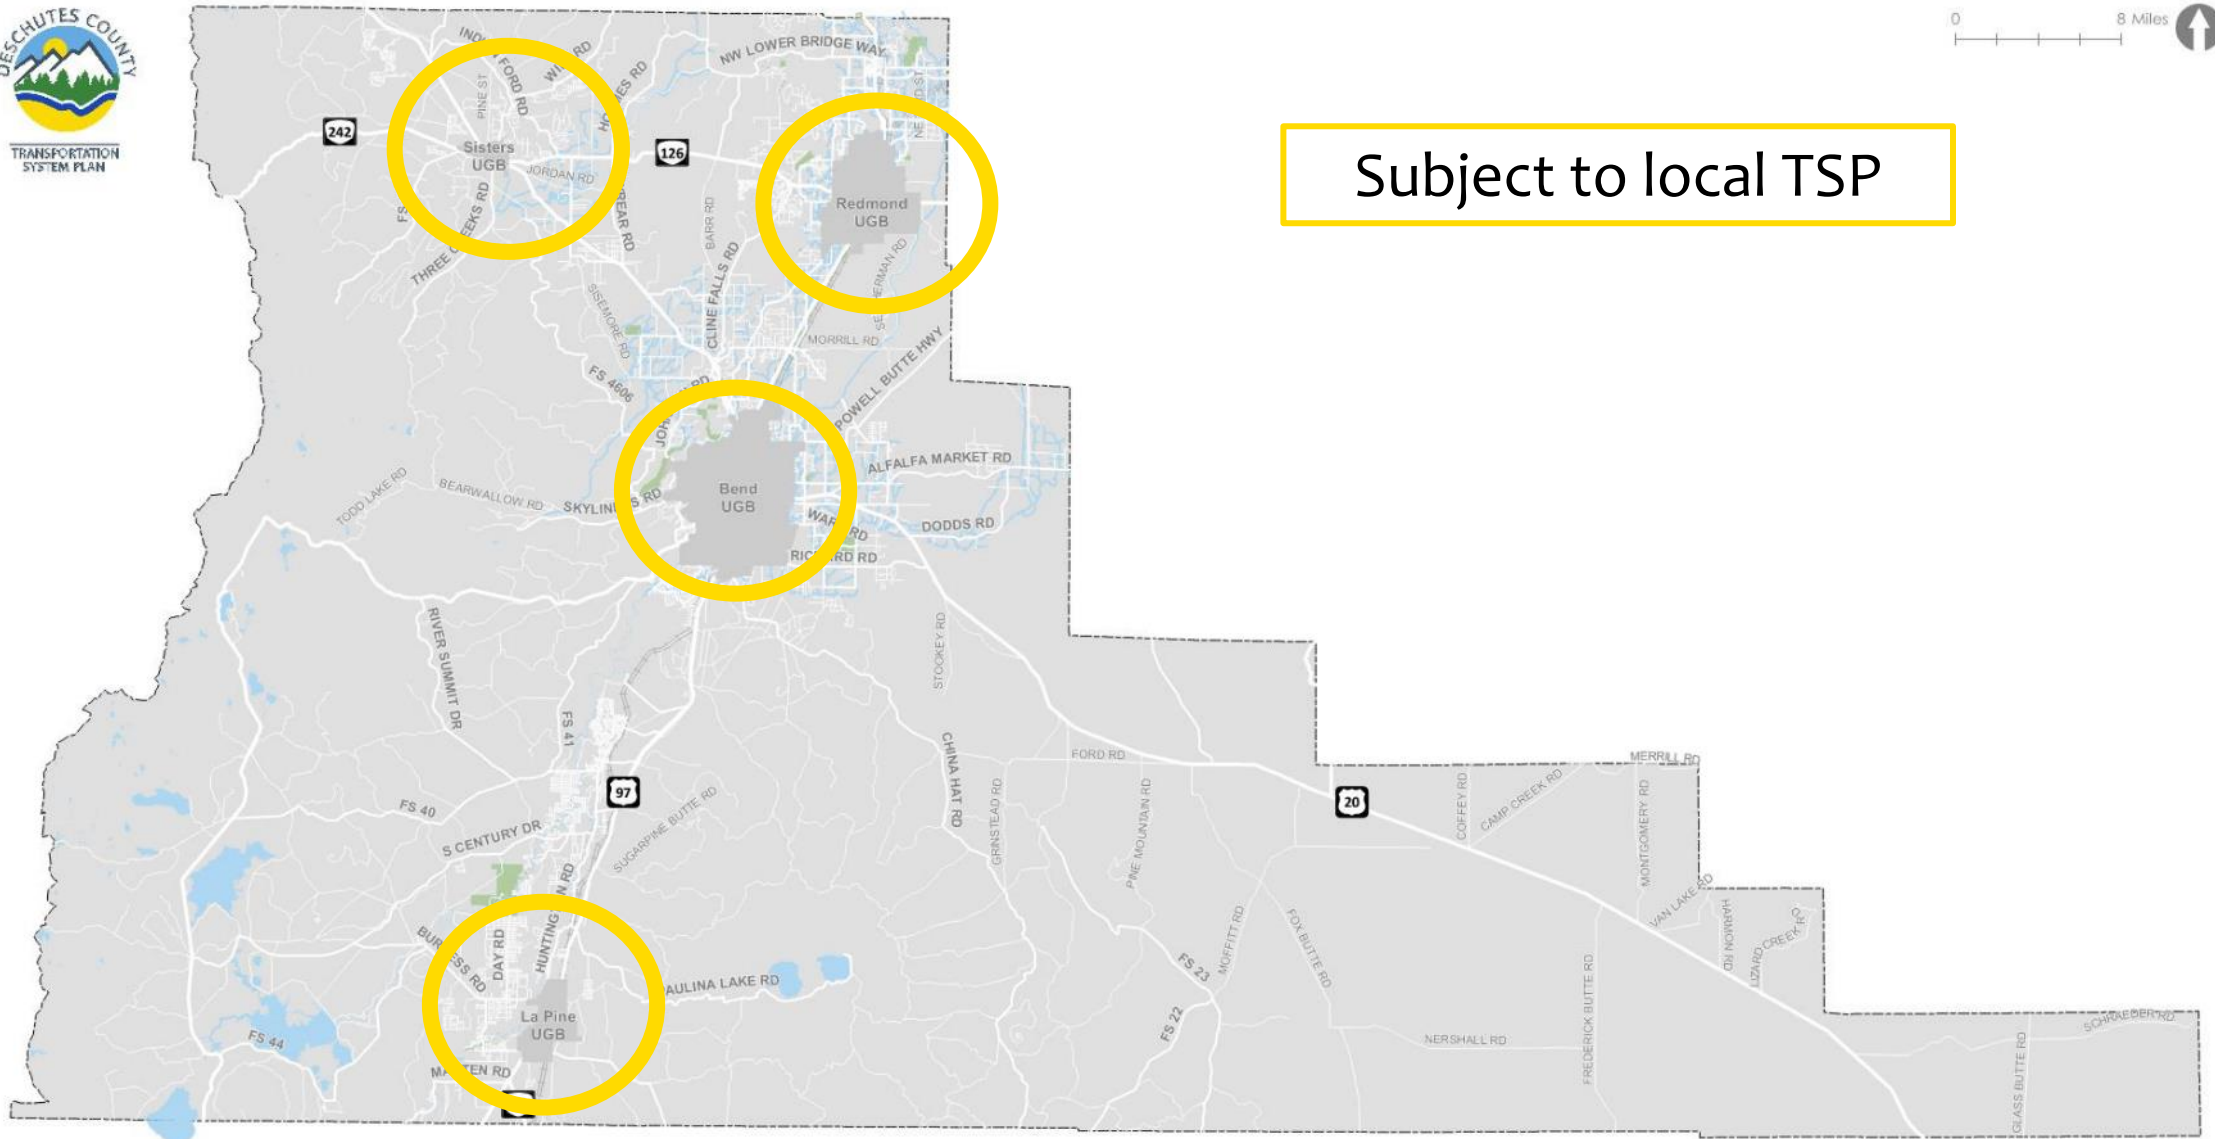 DESCHUTES COUNTY
TRANSPORTATION
SYSTEM PLAN
0 8 Miles
Subject to local TSP
NW LOWER BRIDGE WAY
PINE ST
242
126
Sisters
UGB
JORDAN RD
Redmond
UGB
BARR RD
CLINE FALLS RD
SISEMORE RD
MORRILL RD
POWELL BUTTE HWY
FS 4606
TODD LAKE RD
BEARWALLOW RD
Bend
UGB
ALFALFA MARKET RD
DODDS RD
RIVER SUMMIT DR
STOOKEY RD
FS 41
CHINA HAT RD
FORD RD
MERRILL RD
97
20
GRINSTEAD RD
PINE MOUNTAIN RD
COFFEY RD
CAMP CREEK RD
MONTGOMERY RD
FS 40
S CENTURY DR
SUGARPINE BUTTE RD
VAN LAKE RD
HARMON RD
LIZARD CREEK RD
DAY RD
MOFFITT RD
FOX BUTTE RD
FREDERICK BUTTE RD
FS 23
La Pine
UGB
FS 22
FS 44
NERSHALL RD
SCHRAEDER RD
GLASS BUTTE RD